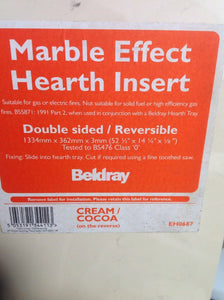 Marble Effect
Hearth Insert
Suitable for gas or electric fires. Not suitable for solid fuel or high efficiency gas
fires. BS5871: 1991 Part 2, when used in conjunction with a Beldray Hearth Tray.
Double sided / Reversible
1334mm x 362mm x 3mm (52 ½" x 14 ¼" x ⅛")
Tested to BS476 Class '0'
Fixing: Slide into hearth tray. Cut if required using a fine toothed saw.
Beldray
Remove label for installation. Please retain this label for reference.
CREAM /
COCOA
(on the reverse)
EH0687